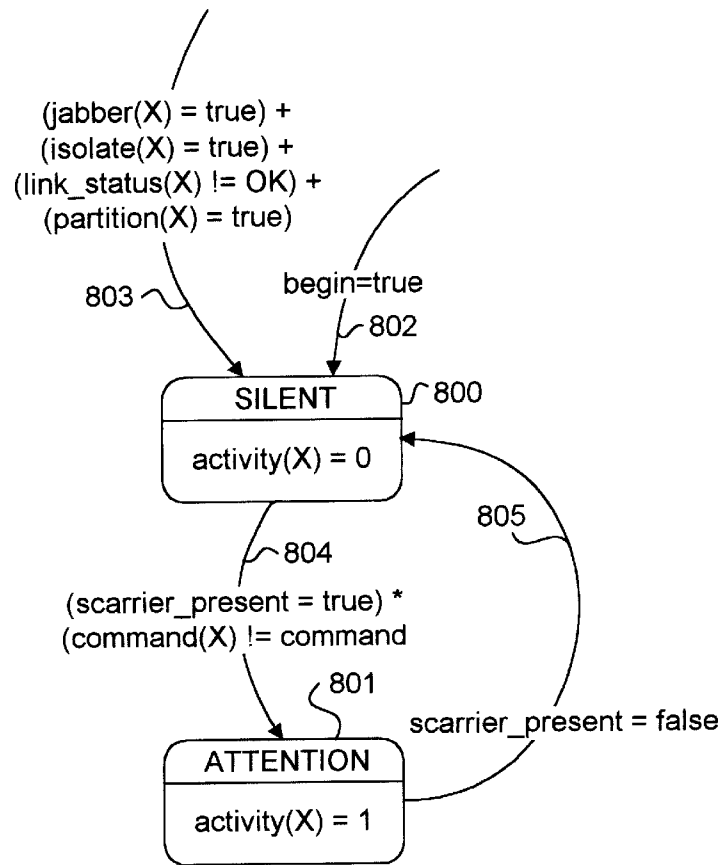 (jabber(X) = true) +
(isolate(X) = true) +
(link_status(X) != OK) +
(partition(X) = true)
803
begin=true
802
SILENT
800
activity(X) = 0
804
805
(scarrier_present = true) *
(command(X) != command
801
scarrier_present = false
ATTENTION
activity(X) = 1